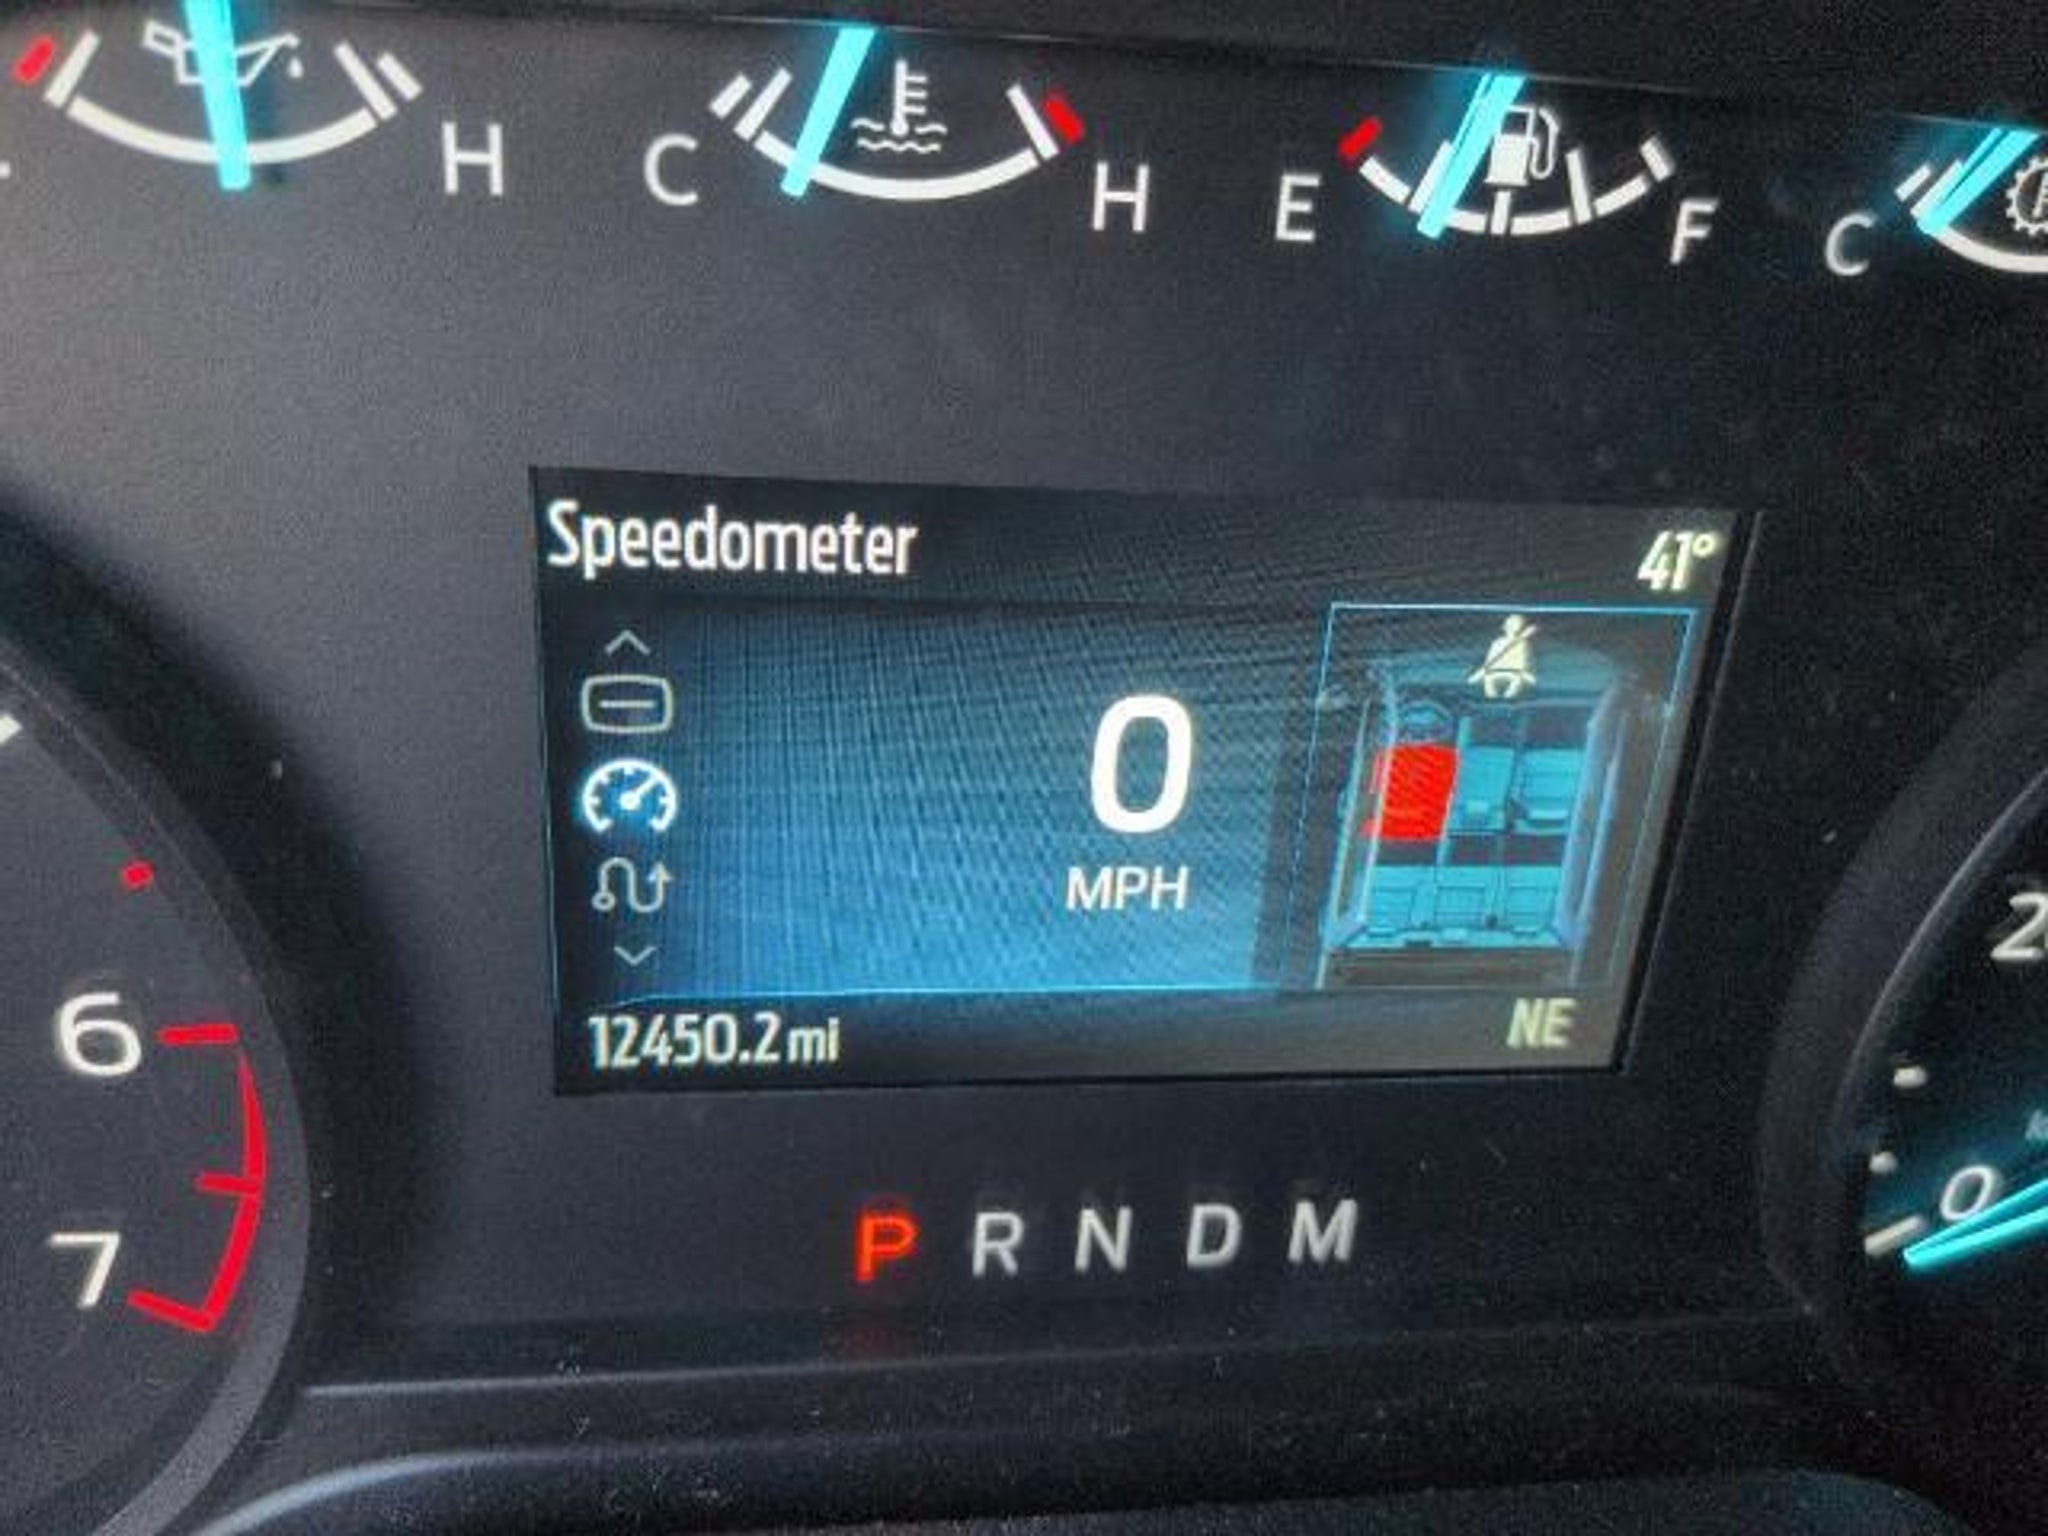 H C H E F C
Speedometer 41°
0
MPH
12450.2 mi NE
6
7
0
P R N D M